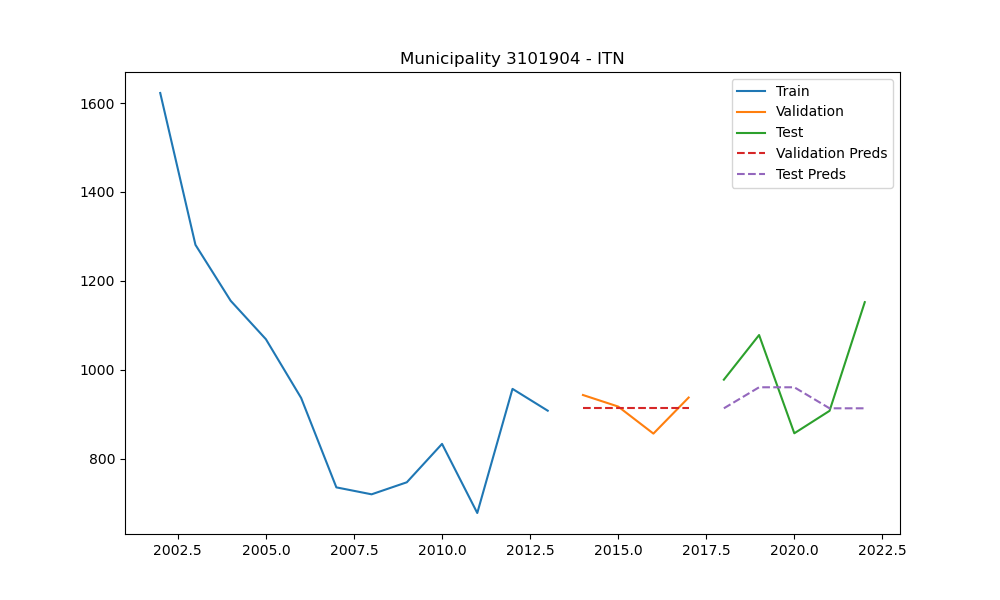 Municipality 3101904 - ITN
Train
Validation
Test
Validation Preds
Test Preds
1600
1400
1200
1000
800
2002.5 2005.0 2007.5 2010.0 2012.5 2015.0 2017.5 2020.0 2022.5